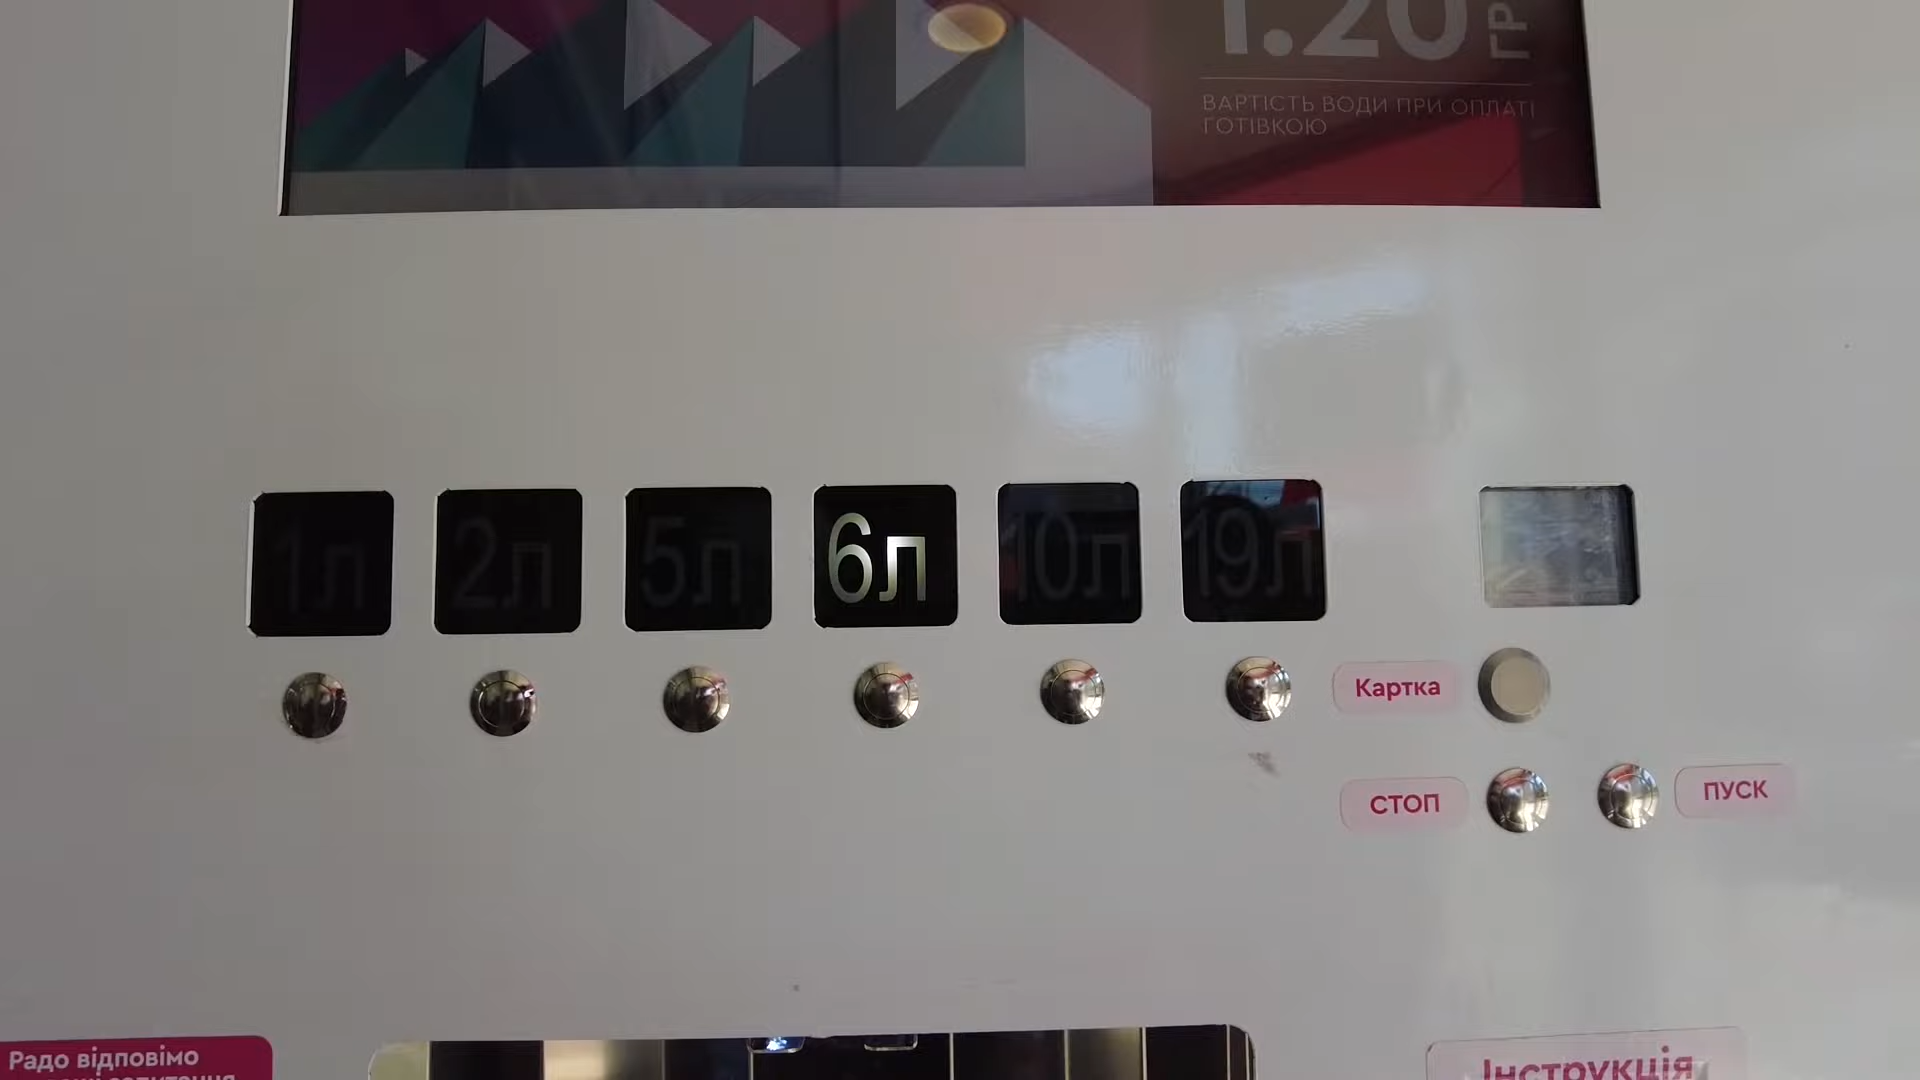 1.20
ГР
ВАРТІСТЬ ВОДИ ПРИ ОПЛАТІ
ГОТІВКОЮ
1л
2л
5л
6л
10л
19л
Картка
СТОП
ПУСК
Радо відповімо
Інструкція